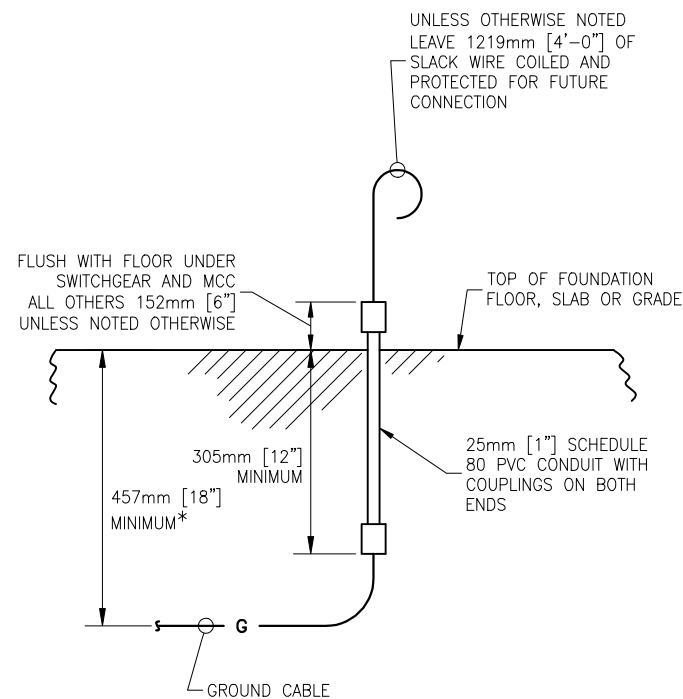 UNLESS OTHERWISE NOTED
LEAVE 1219mm [4'-0"] OF
SLACK WIRE COILED AND
PROTECTED FOR FUTURE
CONNECTION
FLUSH WITH FLOOR UNDER
SWITCHGEAR AND MCC
ALL OTHERS 152mm [6"]
UNLESS NOTED OTHERWISE
TOP OF FOUNDATION
FLOOR, SLAB OR GRADE
305mm [12"]
MINIMUM
25mm [1"] SCHEDULE
80 PVC CONDUIT WITH
COUPLINGS ON BOTH
ENDS
457mm [18"]
MINIMUM*
G
GROUND CABLE